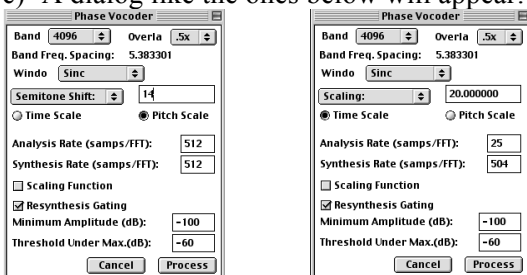 c) A dialog like the ones below will appear.
Phase Vocoder
Band 4096 Overla .5x
Band Freq. Spacing: 5.383301
Windo Sinc
Semitone Shift: 14
Time Scale Pitch Scale
Analysis Rate (samps/FFT): 512
Synthesis Rate (samps/FFT): 512
Scaling Function
Resynthesis Gating
Minimum Amplitude (dB): -100
Threshold Under Max.(dB): -60
Cancel Process
Phase Vocoder
Band 4096 Overla .5x
Band Freq. Spacing: 5.383301
Windo Sinc
Scaling: 20.000000
Time Scale Pitch Scale
Analysis Rate (samps/FFT): 25
Synthesis Rate (samps/FFT): 504
Scaling Function
Resynthesis Gating
Minimum Amplitude (dB): -100
Threshold Under Max.(dB): -60
Cancel Process